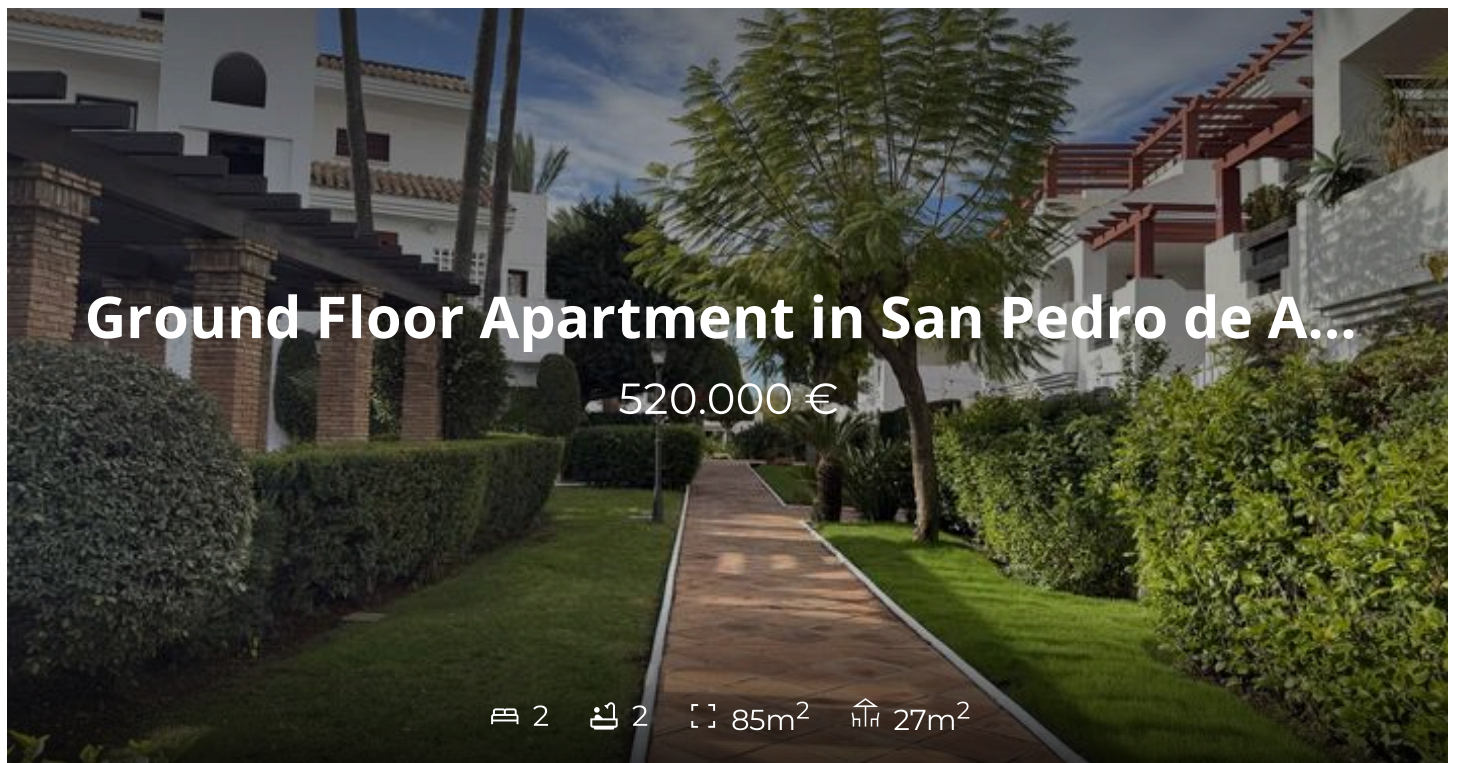 Ground Floor Apartment in San Pedro de A...
520.000 €
2 2 85m² 27m²